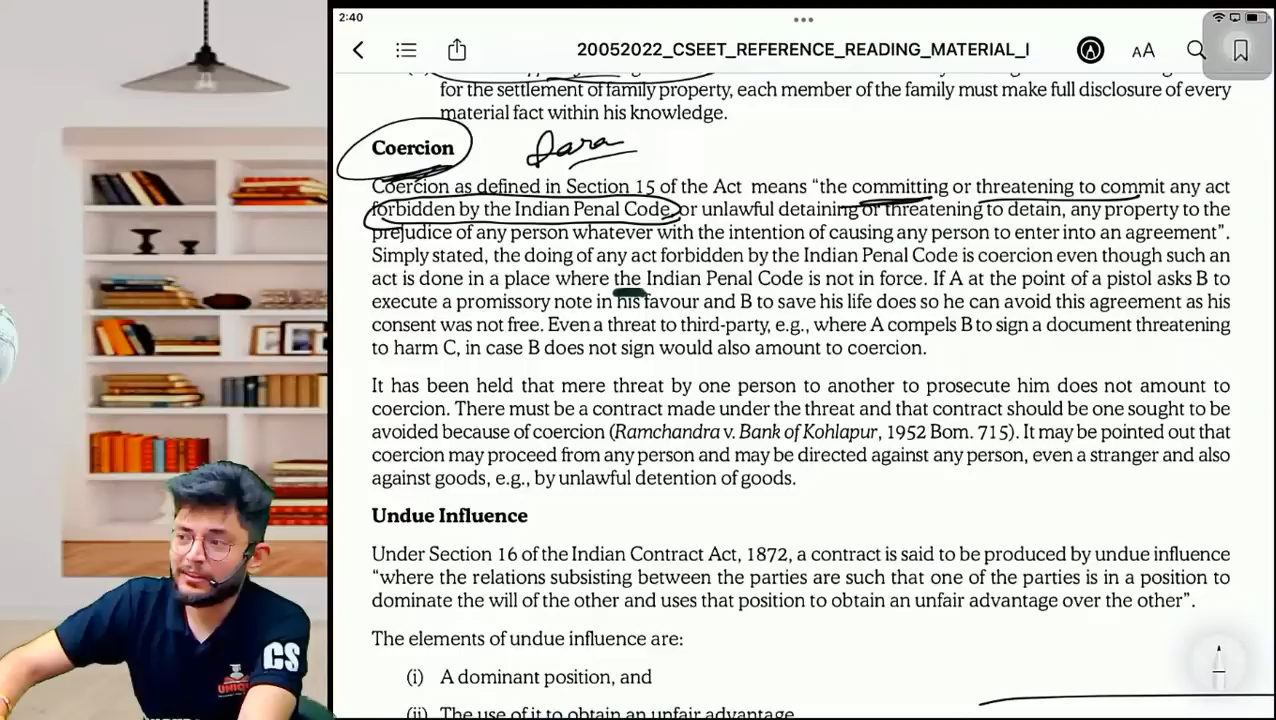 2:40
20052022_CSEET_REFERENCE_READING_MATERIAL_I
AA
for the settlement of family property, each member of the family must make full disclosure of every
material fact within his knowledge.
Coercion
Coercion as defined in Section 15 of the Act means “the committing or threatening to commit any act
forbidden by the Indian Penal Code, or unlawful detaining or threatening to detain, any property to the
prejudice of any person whatever with the intention of causing any person to enter into an agreement”.
Simply stated, the doing of any act forbidden by the Indian Penal Code is coercion even though such an
act is done in a place where the Indian Penal Code is not in force. If A at the point of a pistol asks B to
execute a promissory note in his favour and B to save his life does so he can avoid this agreement as his
consent was not free. Even a threat to third-party, e.g., where A compels B to sign a document threatening
to harm C, in case B does not sign would also amount to coercion.
It has been held that mere threat by one person to another to prosecute him does not amount to
coercion. There must be a contract made under the threat and that contract should be one sought to be
avoided because of coercion (Ramchandra v. Bank of Kohlapur, 1952 Bom. 715). It may be pointed out that
coercion may proceed from any person and may be directed against any person, even a stranger and also
against goods, e.g., by unlawful detention of goods.
Undue Influence
Under Section 16 of the Indian Contract Act, 1872, a contract is said to be produced by undue influence
“where the relations subsisting between the parties are such that one of the parties is in a position to
dominate the will of the other and uses that position to obtain an unfair advantage over the other”.
The elements of undue influence are:
(i) A dominant position, and
(ii) The use of it to obtain an unfair advantage
CS